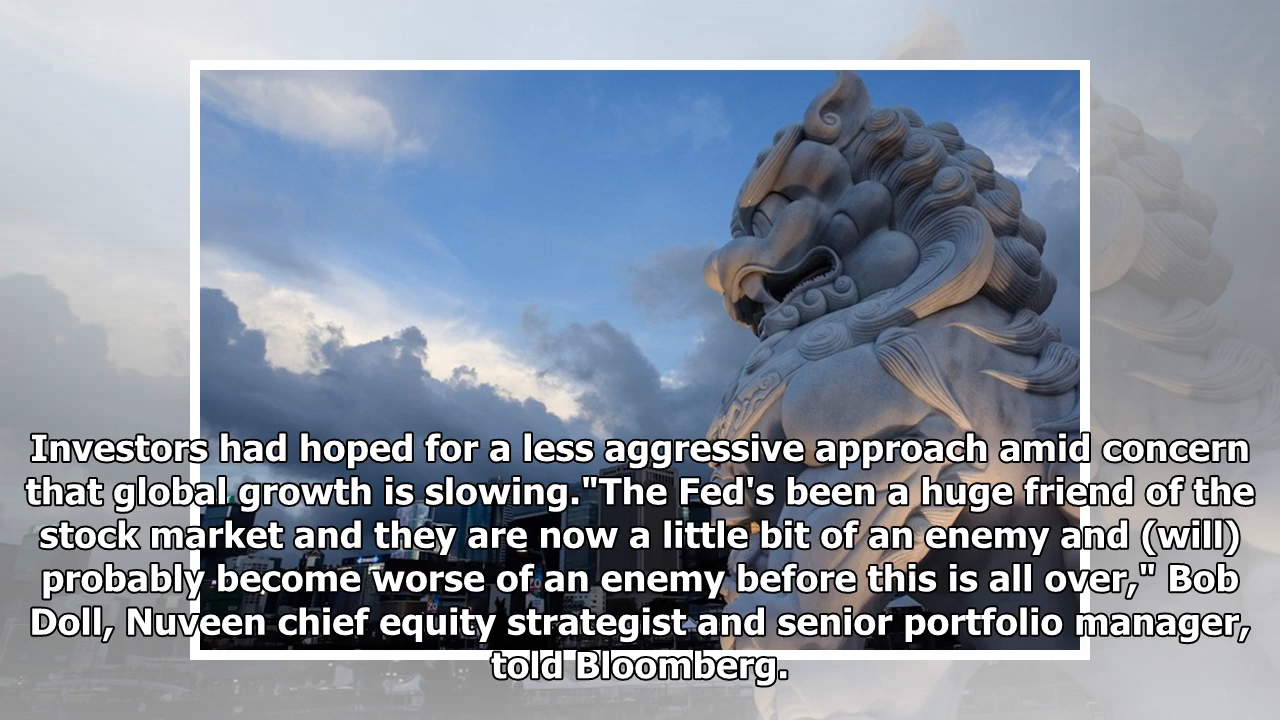 Investors had hoped for a less aggressive approach amid concern
that global growth is slowing."The Fed's been a huge friend of the
stock market and they are now a little bit of an enemy and (will)
probably become worse of an enemy before this is all over," Bob
Doll, Nuveen chief equity strategist and senior portfolio manager,
told Bloomberg.